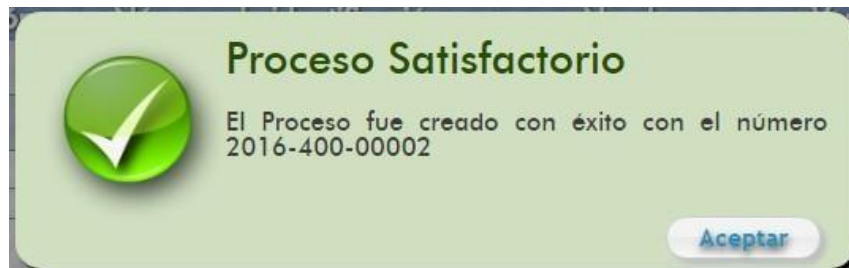 Proceso Satisfactorio
El Proceso fue creado con éxito con el número
2016-400-00002
Aceptar